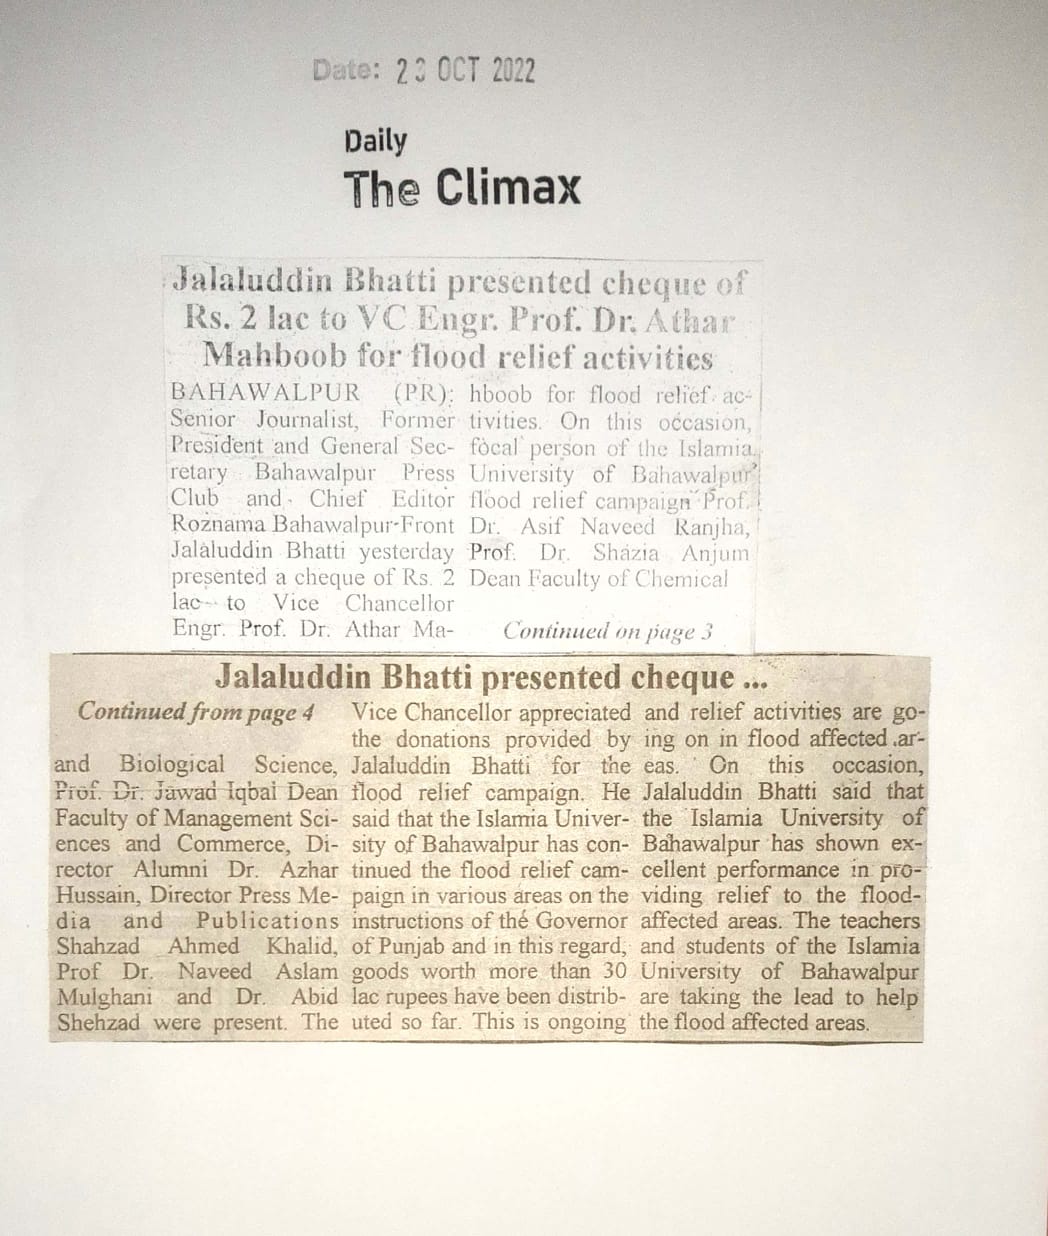 Date: 23 OCT 2022
Daily
The Climax
Jalaluddin Bhatti presented cheque of
Rs. 2 lac to VC Engr. Prof. Dr. Athar
Mahboob for flood relief activities
BAHAWALPUR (PR):
Senior Journalist, Former
President and General Sec-
retary Bahawalpur Press
Club and Chief Editor
Roznama Bahawalpur-Front
Jalaluddin Bhatti yesterday
presented a cheque of Rs. 2
lac to Vice Chancellor
Engr. Prof. Dr. Athar Ma-
hboob for flood relief ac-
tivities. On this occasion,
focal person of the Islamia
University of Bahawalpur
flood relief campaign Prof.
Dr. Asif Naveed Ranjha,
Prof. Dr. Shazia Anjum
Dean Faculty of Chemical
Continued on page 3
Jalaluddin Bhatti presented cheque ...
Continued from page 4
and Biological Science,
Prof. Dr. Jawad Iqbal Dean
Faculty of Management Sci-
ences and Commerce, Di-
rector Alumni Dr. Azhar
Hussain, Director Press Me-
dia and Publications
Shahzad Ahmed Khalid,
Prof Dr. Naveed Aslam
Mulghani and Dr. Abid
Shehzad were present. The
Vice Chancellor appreciated
the donations provided by
Jalaluddin Bhatti for the
flood relief campaign. He
said that the Islamia Univer-
sity of Bahawalpur has con-
tinued the flood relief cam-
paign in various areas on the
instructions of the Governor
of Punjab and in this regard,
goods worth more than 30
lac rupees have been distrib-
uted so far. This is ongoing
and relief activities are go-
ing on in flood affected ar-
eas. On this occasion,
Jalaluddin Bhatti said that
the Islamia University of
Bahawalpur has shown ex-
cellent performance in pro-
viding relief to the flood-
affected areas. The teachers
and students of the Islamia
University of Bahawalpur
are taking the lead to help
the flood affected areas.